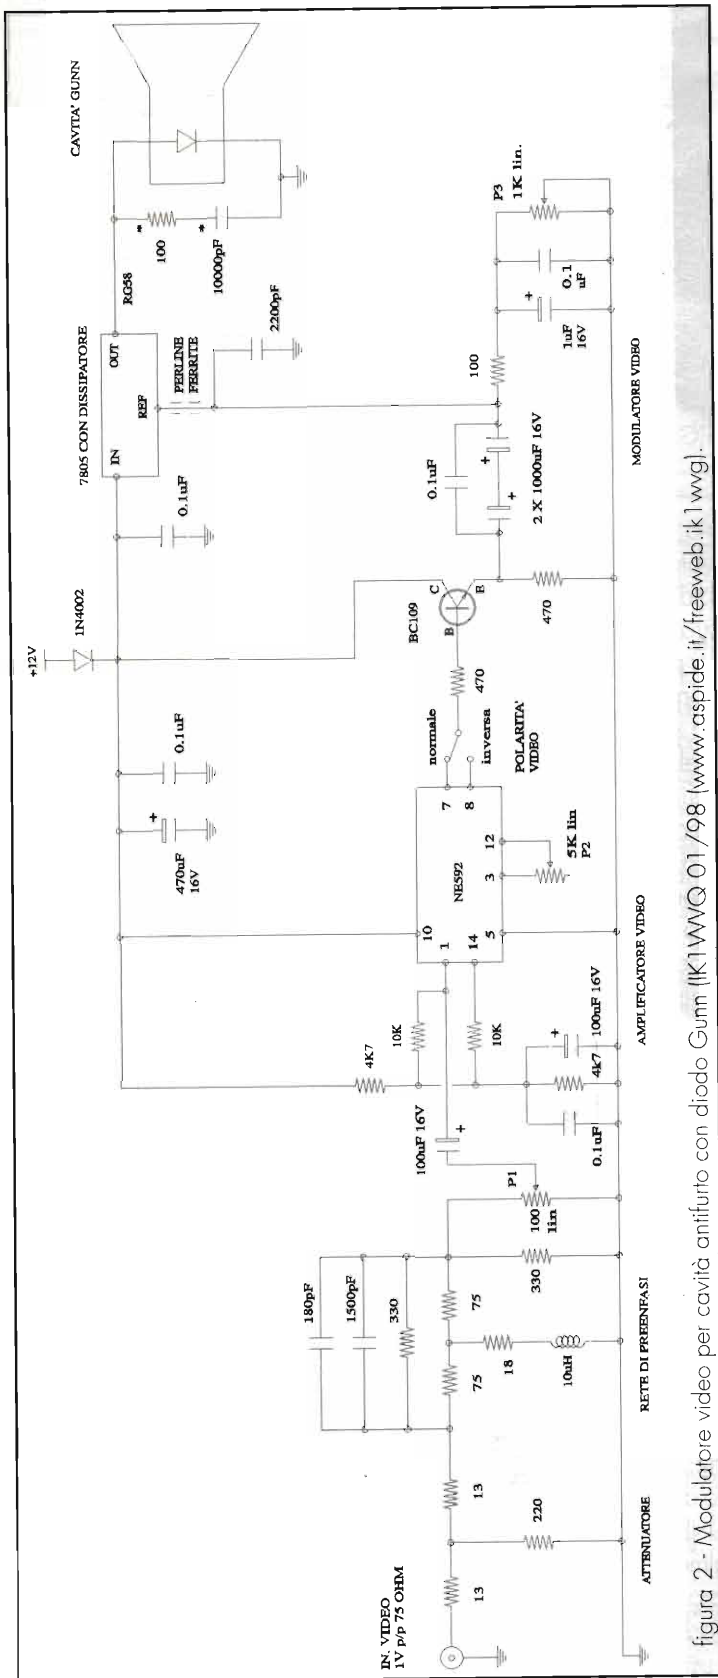 IN. VIDEO
1V p/p 75 OHM
13
13
220
ATTENUATORE
180pF
1500pF
330
75
75
18
10uH
330
RETE DI PREENFASI
P1
100
lin
100uF 16V
+
4K7
10K
10K
0.1uF
4k7
100uF 16V
+
AMPLIFICATORE VIDEO
10
1
14
5
NE592
3
12
7
8
5K lin
P2
470uF
16V
+
0.1uF
+12V
1N4002
normale
inversa
POLARITA'
VIDEO
470
BC109
B
C
E
470
0.1uF
7805 CON DISSIPATORE
IN
OUT
REF
PERLINE
FERRITE
2200pF
0.1uF
+
+
2 X 1000uF 16V
100
1uF
16V
+
0.1
uF
P3
1K lin.
MODULATORE VIDEO
RG58
*
100
*
10000pF
CAVITA' GUNN
figura 2 - Modulatore video per cavità antifurto con diodo Gunn (IK1WVQ 01/98 (www.aspide.it/freeweb.ik1wvg).